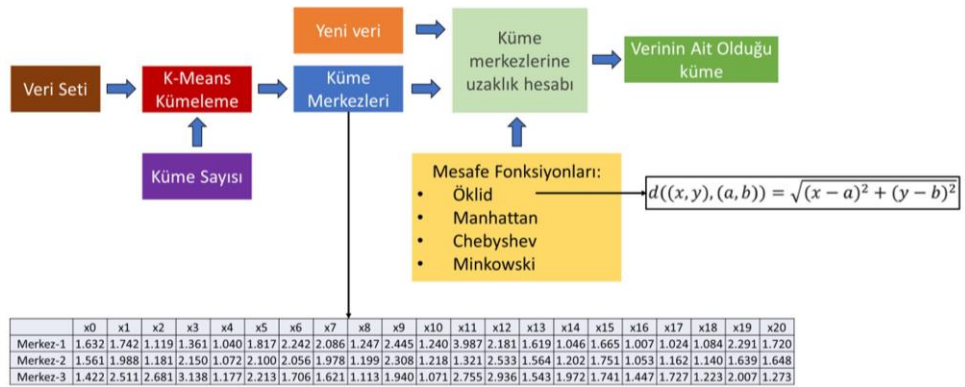 Yeni veri
Küme
merkezlerine
uzaklık hesabı
Verinin Ait Olduğu
küme
Veri Seti
K-Means
Kümeleme
Küme
Merkezleri
Küme Sayısı
Mesafe Fonksiyonları:
• Öklid
• Manhattan
• Chebyshev
• Minkowski
d((x, y), (a, b)) = √(x − a)² + (y − b)²
x0 x1 x2 x3 x4 x5 x6 x7 x8 x9 x10 x11 x12 x13 x14 x15 x16 x17 x18 x19 x20
Merkez-1 1.632 1.742 1.119 1.361 1.040 1.817 2.242 2.086 1.247 2.445 1.240 3.987 2.181 1.619 1.046 1.665 1.007 1.024 1.084 2.291 1.720
Merkez-2 1.561 1.988 1.181 2.150 1.072 2.100 2.056 1.978 1.199 2.308 1.218 1.321 2.533 1.564 1.202 1.751 1.053 1.162 1.140 1.639 1.648
Merkez-3 1.422 2.511 2.681 3.138 1.177 2.213 1.706 1.621 1.113 1.940 1.071 2.755 2.936 1.543 1.972 1.741 1.447 1.727 1.223 2.007 1.273